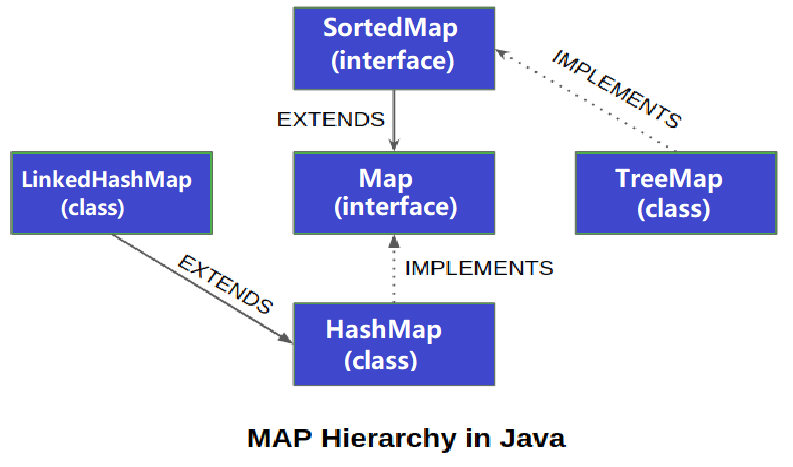 SortedMap
(interface)
IMPLEMENTS
EXTENDS
LinkedHashMap
(class)
Map
(interface)
TreeMap
(class)
EXTENDS
IMPLEMENTS
HashMap
(class)
MAP Hierarchy in Java